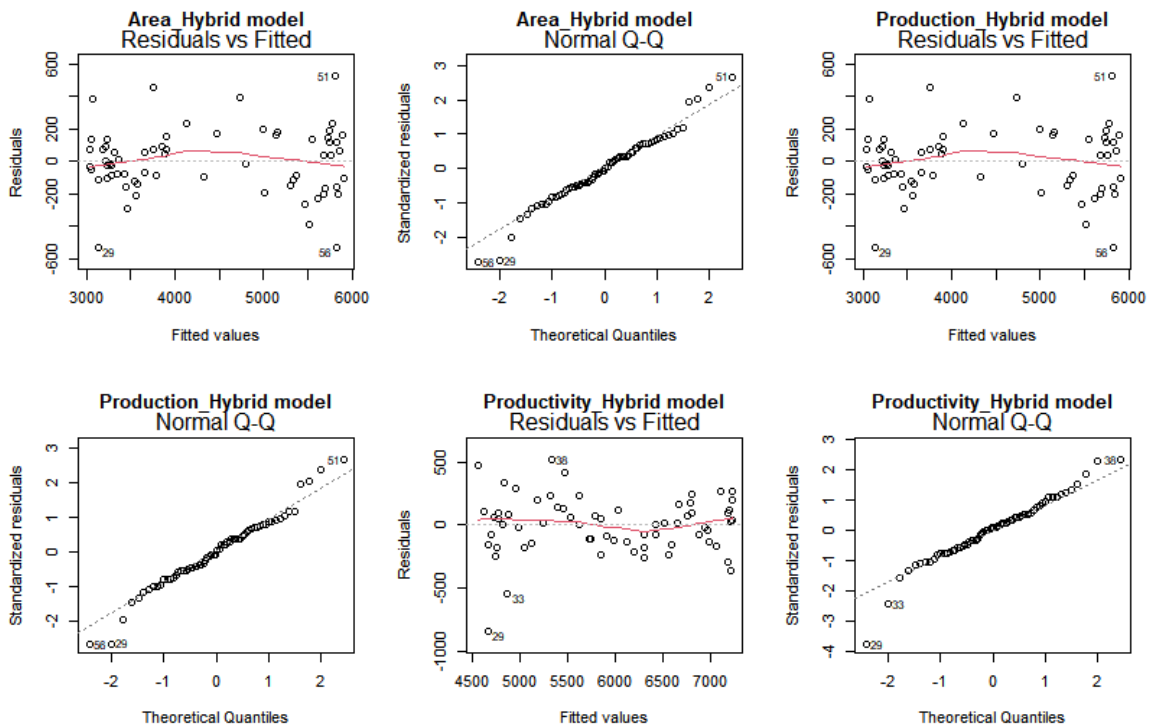 Area_Hybrid model
Residuals vs Fitted
Residuals
600
200
0
-200
-600
51
29
56
3000 4000 5000 6000
Fitted values
Area_Hybrid model
Normal Q-Q
Standardized residuals
3
2
1
0
-1
-2
51
56
29
-2 -1 0 1 2
Theoretical Quantiles
Production_Hybrid model
Residuals vs Fitted
Residuals
600
200
0
-200
-600
51
29
56
3000 4000 5000 6000
Fitted values
Production_Hybrid model
Normal Q-Q
Standardized residuals
3
2
1
0
-1
-2
51
56
29
-2 -1 0 1 2
Theoretical Quantiles
Productivity_Hybrid model
Residuals vs Fitted
Residuals
500
0
-500
-1000
38
33
29
4500 5000 5500 6000 6500 7000
Fitted values
Productivity_Hybrid model
Normal Q-Q
Standardized residuals
3
2
1
0
-1
-2
-3
-4
38
33
29
-2 -1 0 1 2
Theoretical Quantiles